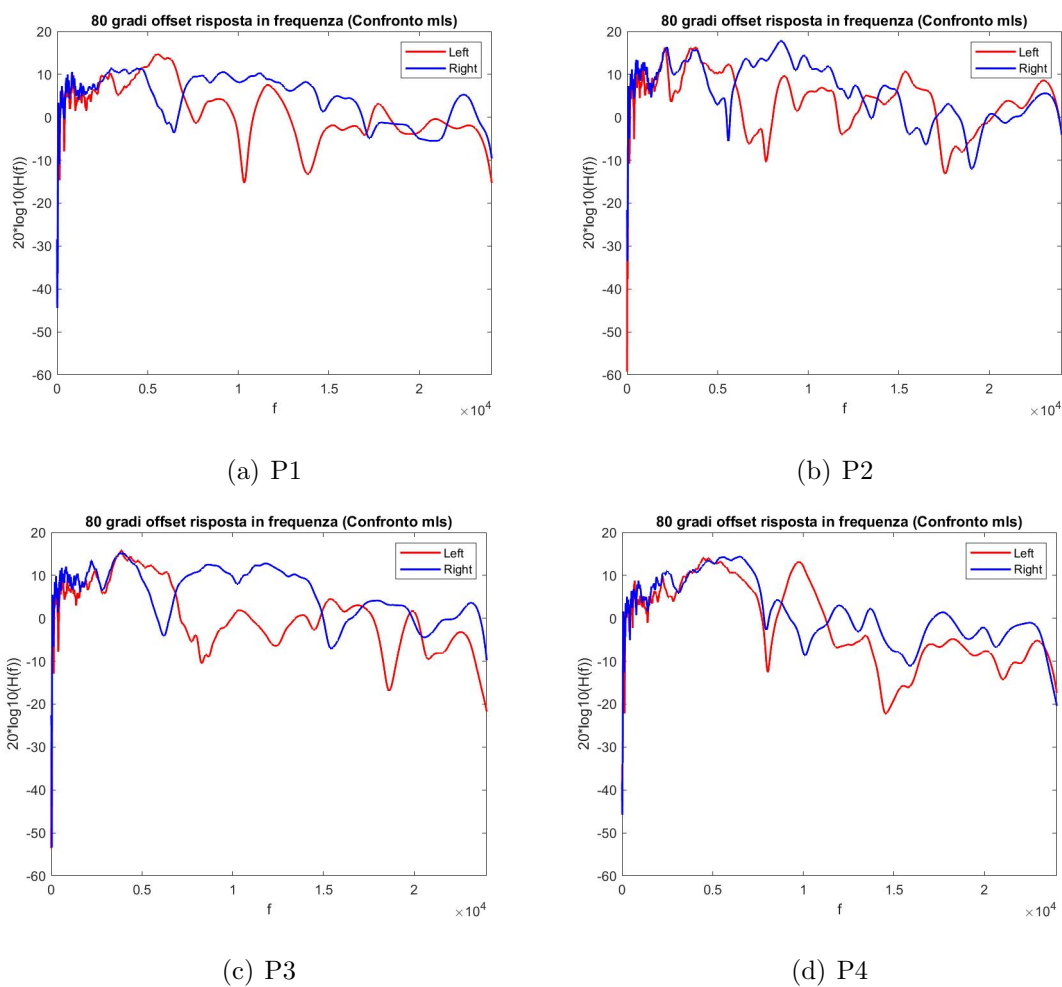 80 gradi offset risposta in frequenza (Confronto mls)
20
10
0
-10
-20
-30
-40
-50
-60
20*log10(H(f))
Left
Right
0 0.5 1 1.5 2
×10^4
f
(a) P1
80 gradi offset risposta in frequenza (Confronto mls)
20
10
0
-10
-20
-30
-40
-50
-60
20*log10(H(f))
Left
Right
0 0.5 1 1.5 2
×10^4
f
(b) P2
80 gradi offset risposta in frequenza (Confronto mls)
20
10
0
-10
-20
-30
-40
-50
-60
20*log10(H(f))
Left
Right
0 0.5 1 1.5 2
×10^4
f
(c) P3
80 gradi offset risposta in frequenza (Confronto mls)
20
10
0
-10
-20
-30
-40
-50
-60
20*log10(H(f))
Left
Right
0 0.5 1 1.5 2
×10^4
f
(d) P4